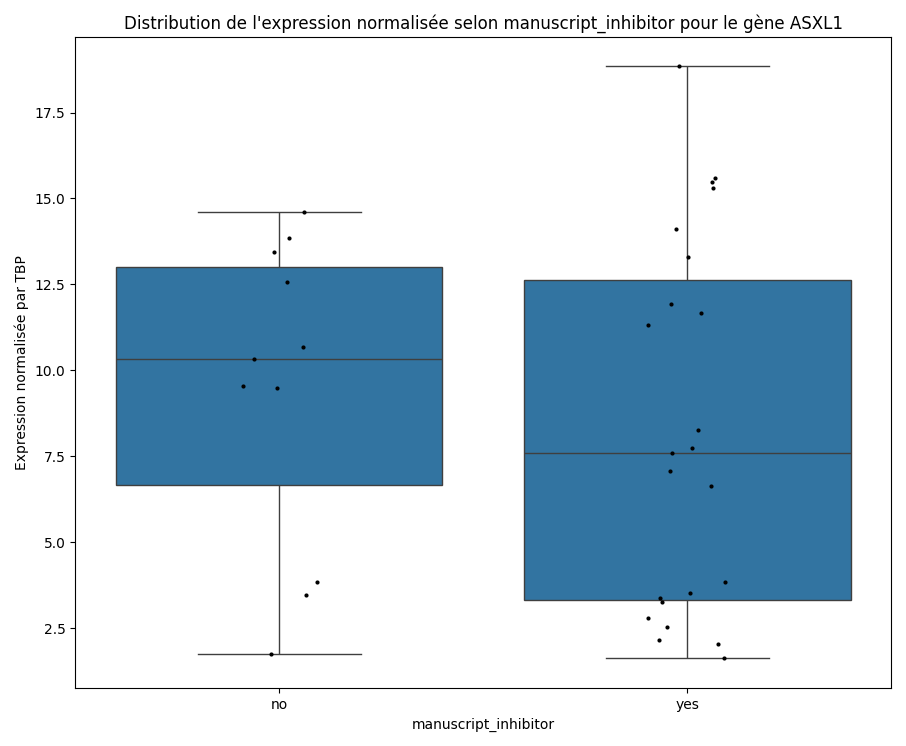 Distribution de l'expression normalisée selon manuscript_inhibitor pour le gène ASXL1
Expression normalisée par TBP
17.5
15.0
12.5
10.0
7.5
5.0
2.5
no
yes
manuscript_inhibitor